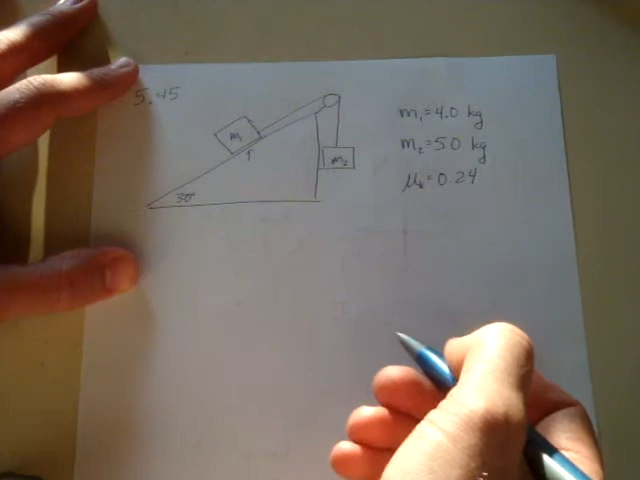 5.45
m₁
m₂
30°
m₁=4.0 kg
m₂=5.0 kg
μₖ=0.24